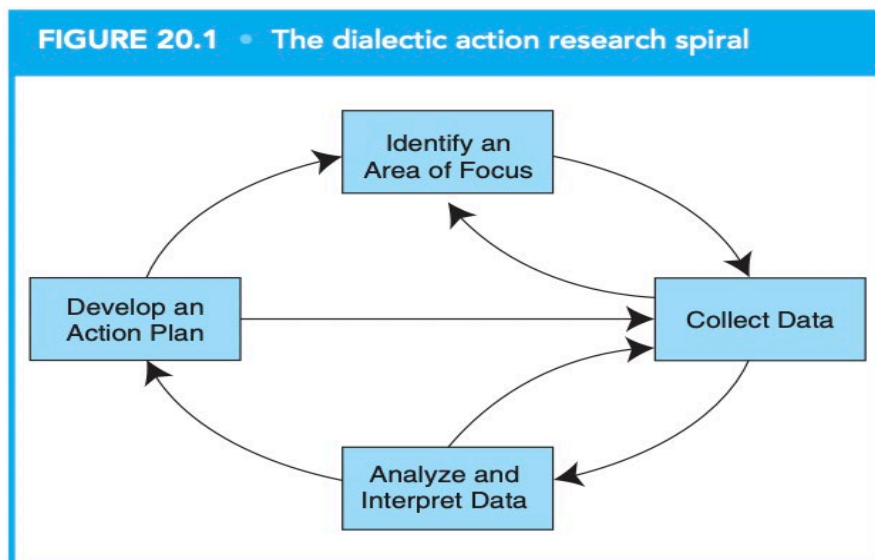 FIGURE 20.1 • The dialectic action research spiral
Identify an
Area of Focus
Develop an
Action Plan
Collect Data
Analyze and
Interpret Data